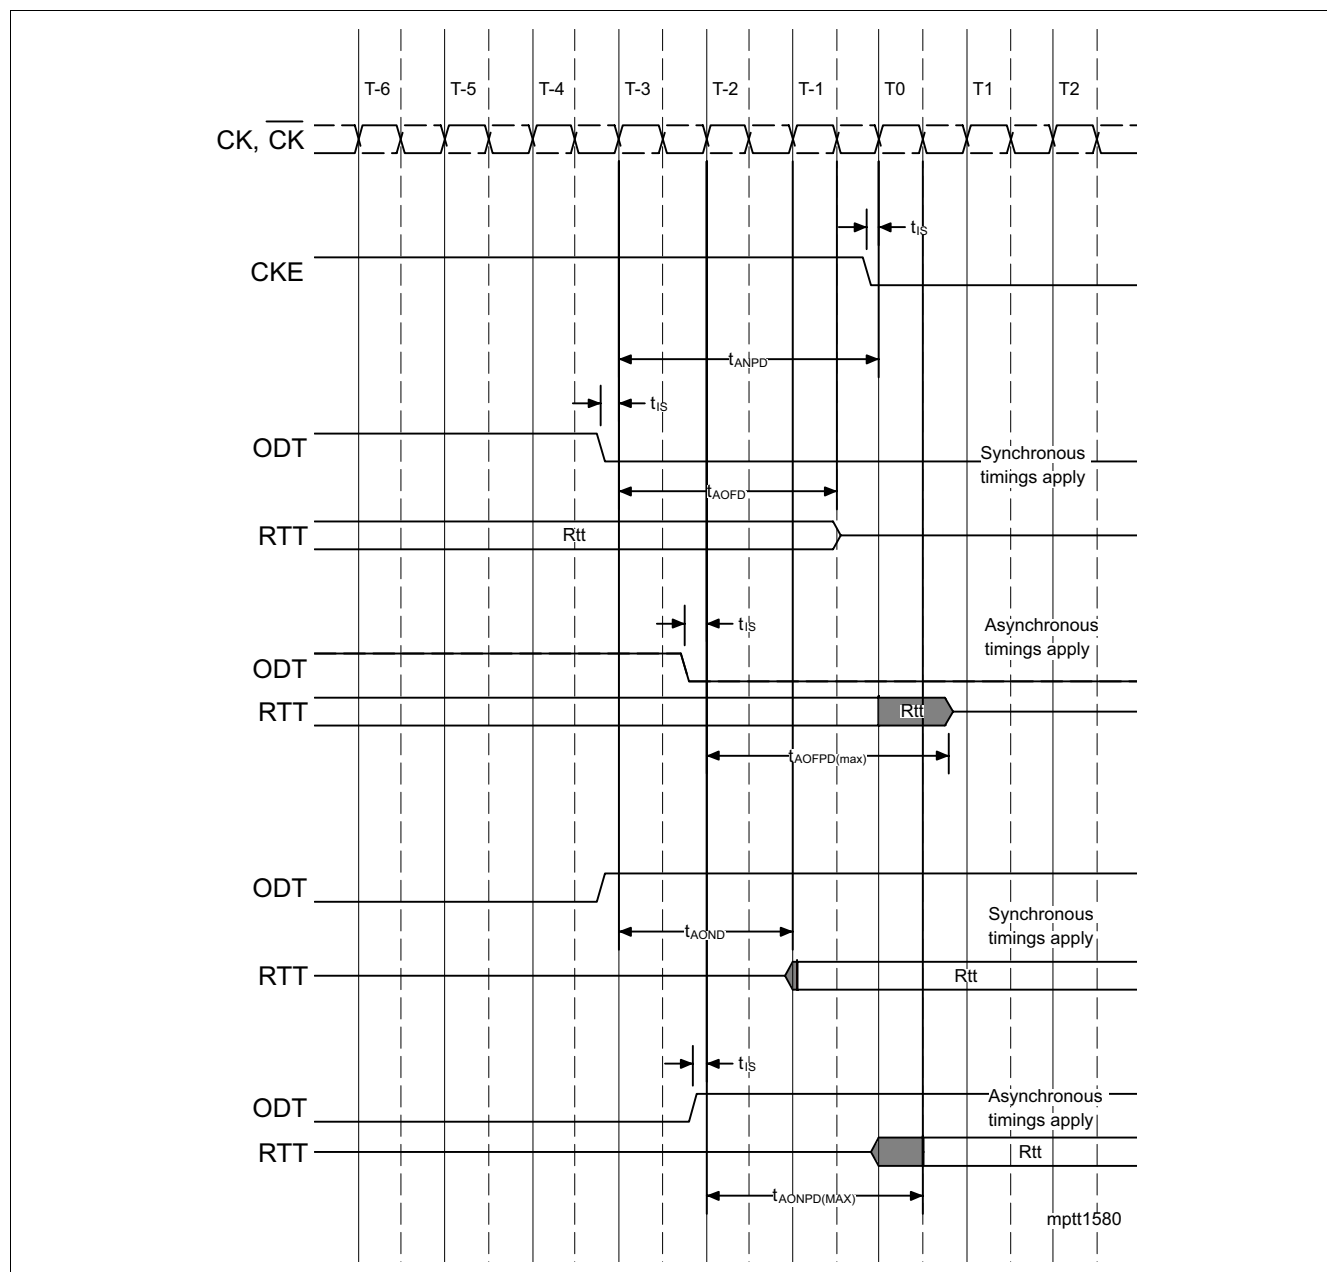 T-6 T-5 T-4 T-3 T-2 T-1 T0 T1 T2
CK, C̅K̅
tIS
CKE
tANPD
tIS
ODT
Synchronous
timings apply
tAOFD
RTT
Rtt
tIS
Asynchronous
timings apply
ODT
RTT
Rtt
tAOFPD(max)
ODT
Synchronous
timings apply
tAOND
RTT
Rtt
tIS
ODT
Asynchronous
timings apply
RTT
Rtt
tAONPD(MAX)
mptt1580